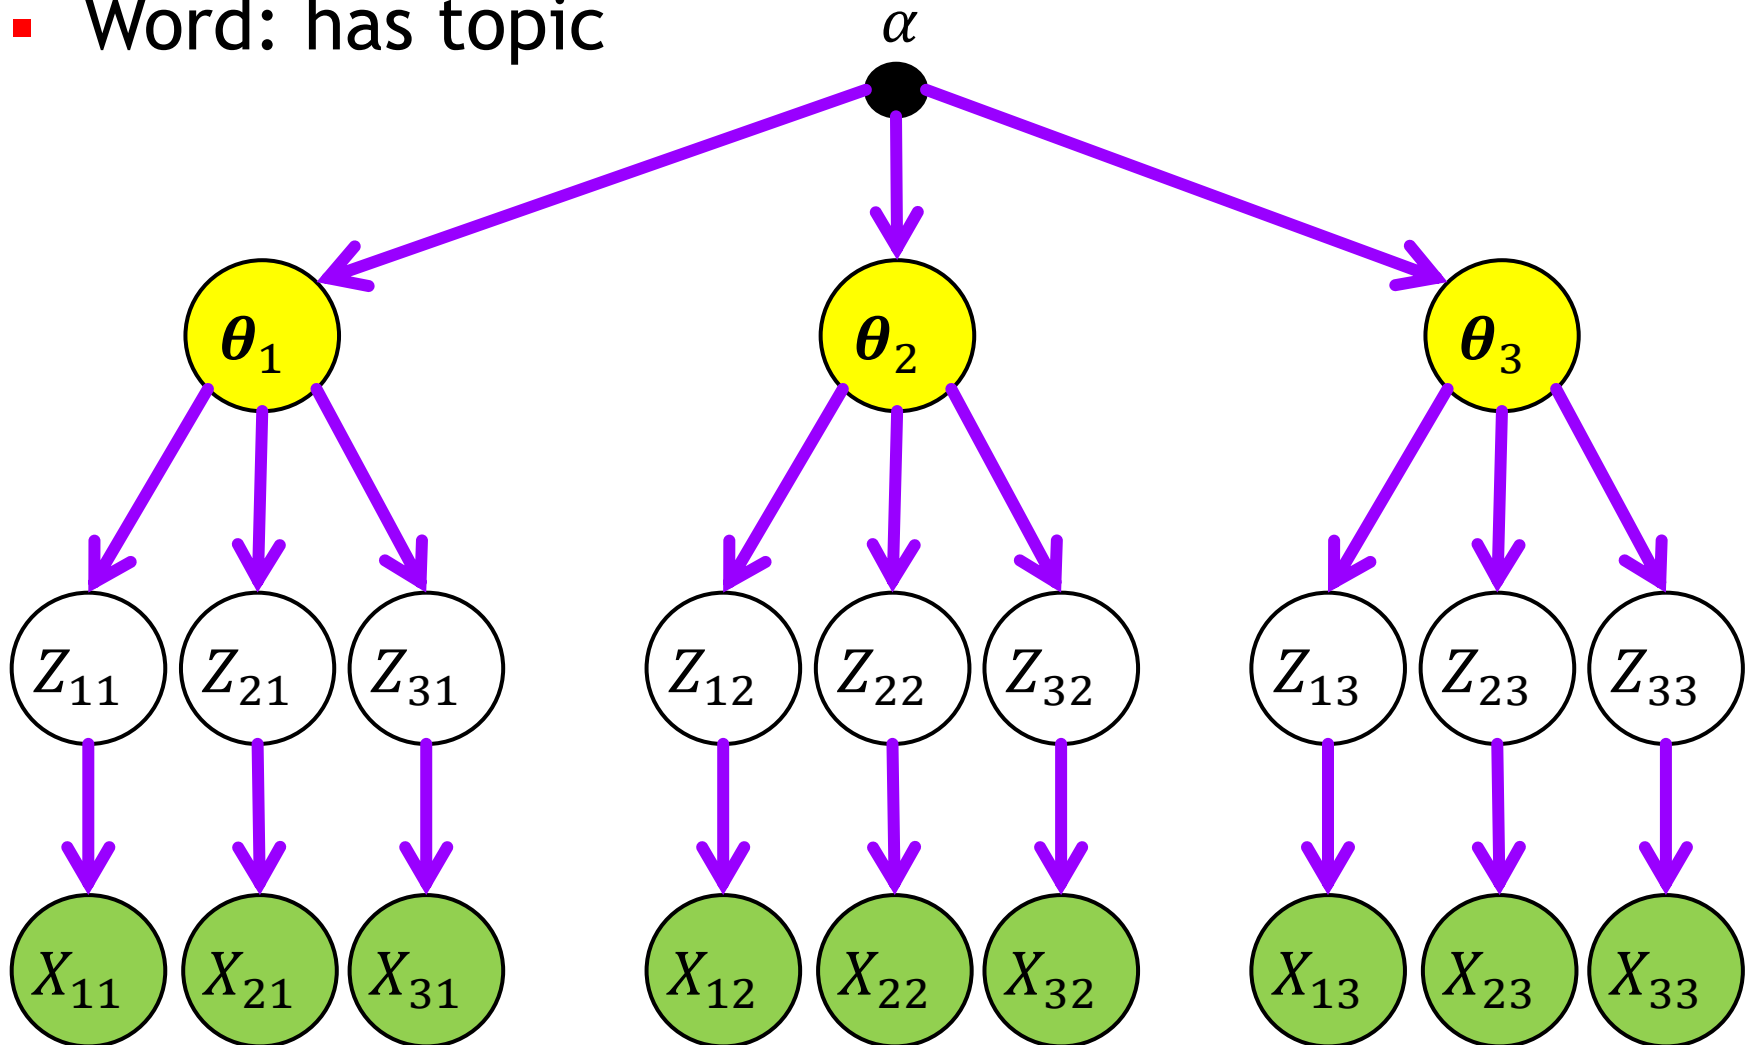 ▪ Word: has topic
α
θ₁ θ₂ θ₃
Z₁₁ Z₂₁ Z₃₁ Z₁₂ Z₂₂ Z₃₂ Z₁₃ Z₂₃ Z₃₃
X₁₁ X₂₁ X₃₁ X₁₂ X₂₂ X₃₂ X₁₃ X₂₃ X₃₃